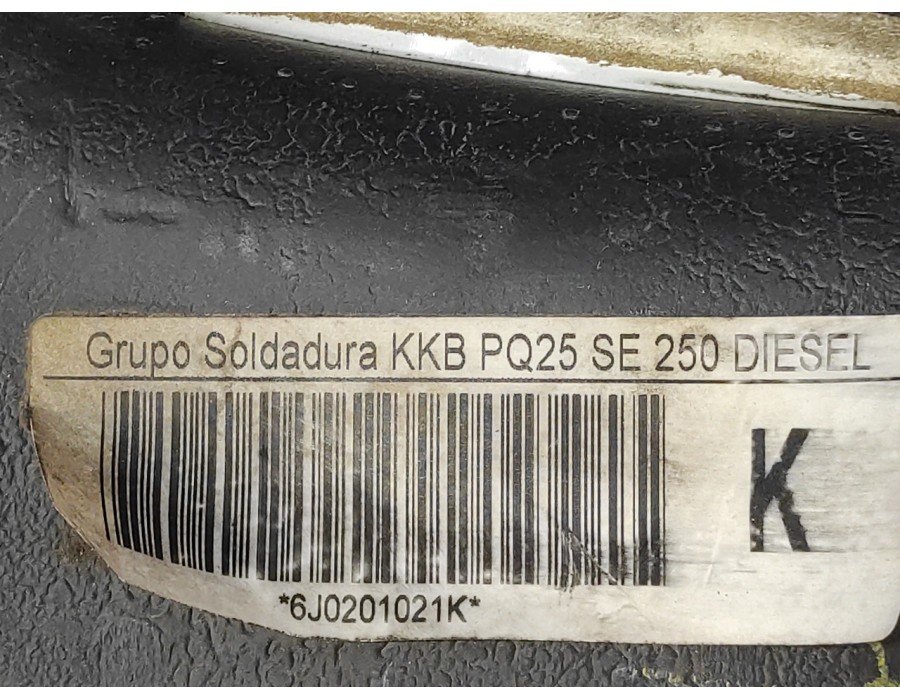 Grupo Soldadura KKB PQ25 SE 250 DIESEL
K
*6J0201021K*